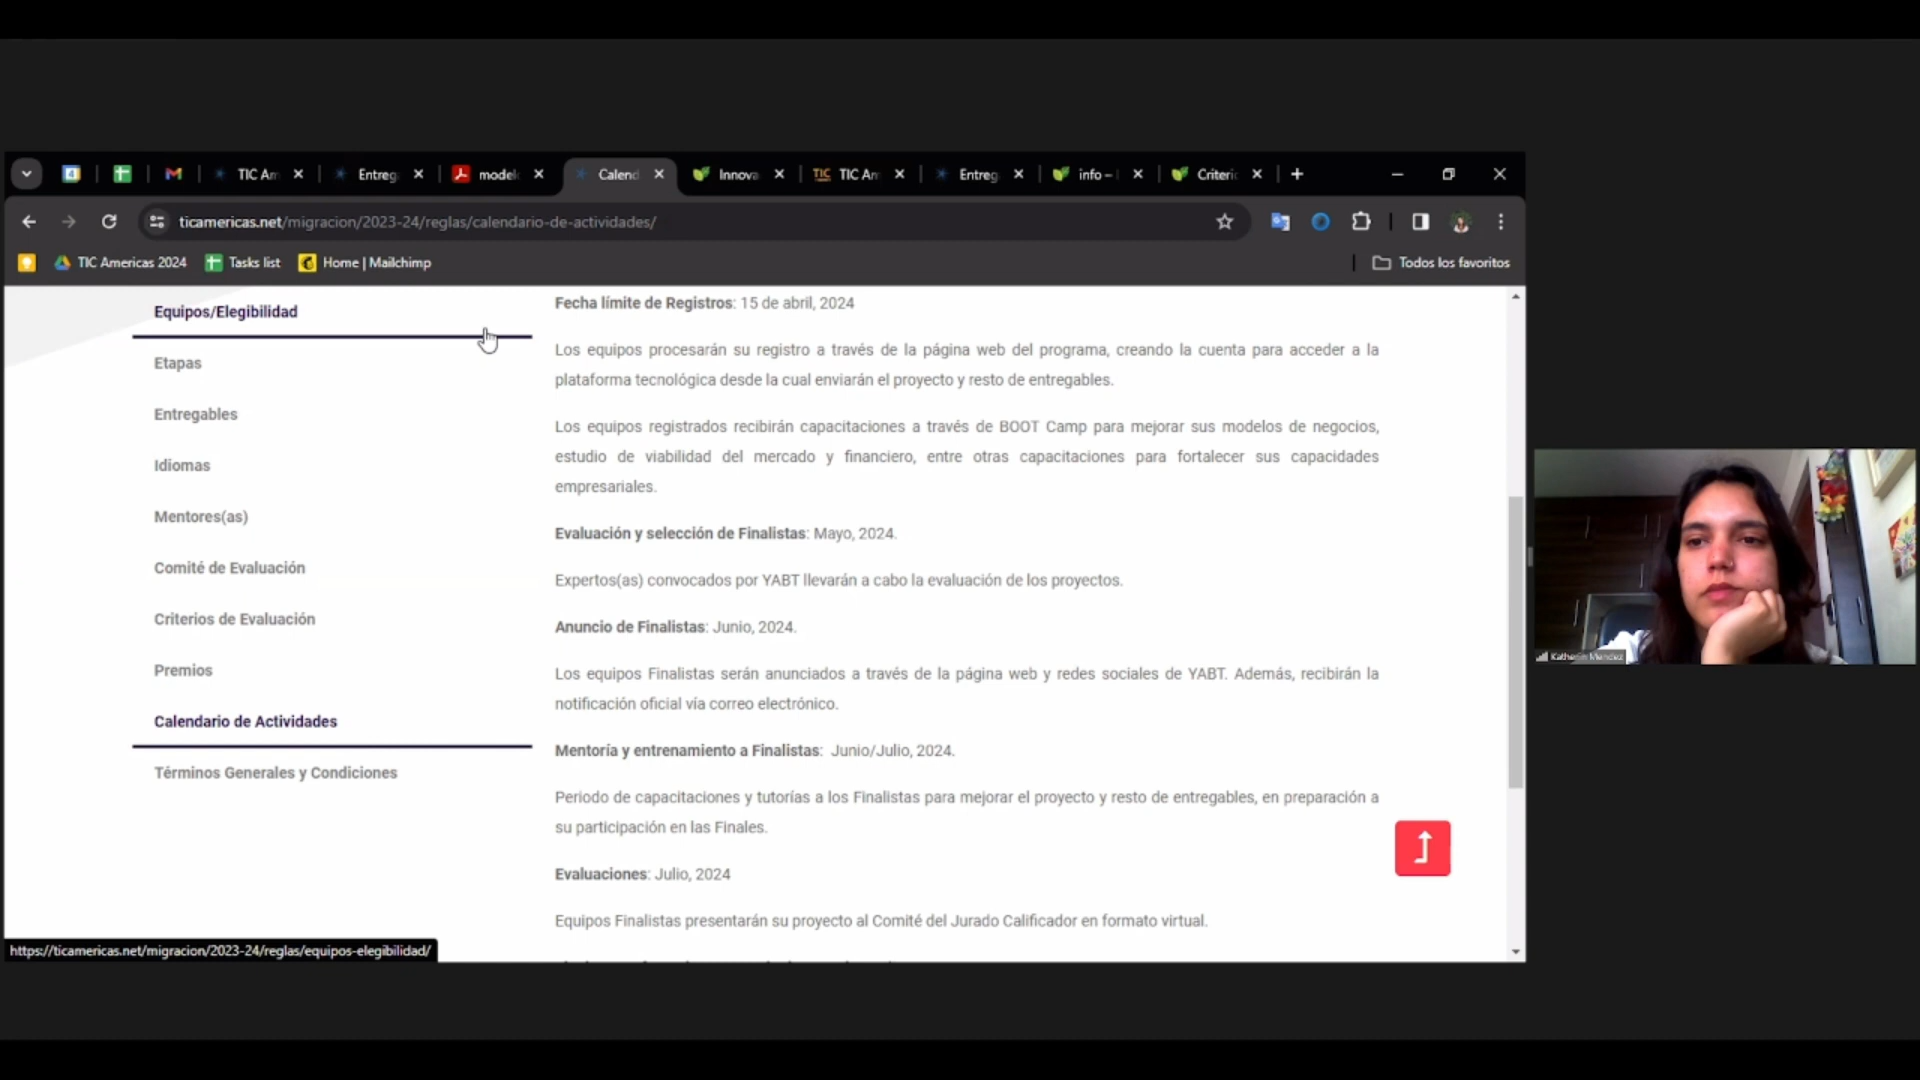 TIC Am
Entreg
model
Calend
Innova
TIC
TIC Am
Entreg
info –
Criteric
ticamericas.net/migracion/2023-24/reglas/calendario-de-actividades/
TIC Americas 2024
Tasks list
Home | Mailchimp
Todos los favoritos
Equipos/Elegibilidad
Etapas
Entregables
Idiomas
Mentores(as)
Comité de Evaluación
Criterios de Evaluación
Premios
Calendario de Actividades
Términos Generales y Condiciones
Fecha límite de Registros: 15 de abril, 2024
Los equipos procesarán su registro a través de la página web del programa, creando la cuenta para acceder a la
plataforma tecnológica desde la cual enviarán el proyecto y resto de entregables.
Los equipos registrados recibirán capacitaciones a través de BOOT Camp para mejorar sus modelos de negocios,
estudio de viabilidad del mercado y financiero, entre otras capacitaciones para fortalecer sus capacidades
empresariales.
Evaluación y selección de Finalistas: Mayo, 2024.
Expertos(as) convocados por YABT llevarán a cabo la evaluación de los proyectos.
Anuncio de Finalistas: Junio, 2024.
Los equipos Finalistas serán anunciados a través de la página web y redes sociales de YABT. Además, recibirán la
notificación oficial vía correo electrónico.
Mentoría y entrenamiento a Finalistas: Junio/Julio, 2024.
Periodo de capacitaciones y tutorías a los Finalistas para mejorar el proyecto y resto de entregables, en preparación a
su participación en las Finales.
Evaluaciones: Julio, 2024
Equipos Finalistas presentarán su proyecto al Comité del Jurado Calificador en formato virtual.
https://ticamericas.net/migracion/2023-24/reglas/equipos-elegibilidad/
Katherin Mendez